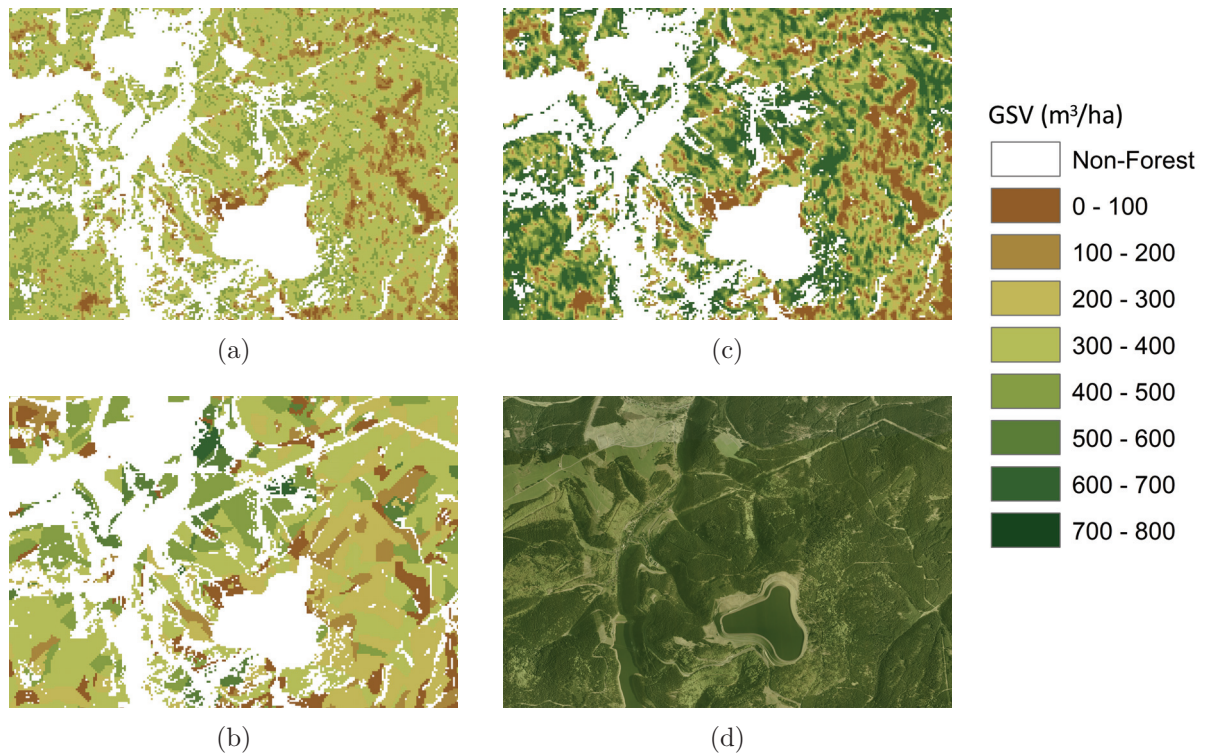 (a)
(c)
(b)
(d)
GSV (m³/ha)
Non-Forest
0 - 100
100 - 200
200 - 300
300 - 400
400 - 500
500 - 600
600 - 700
700 - 800